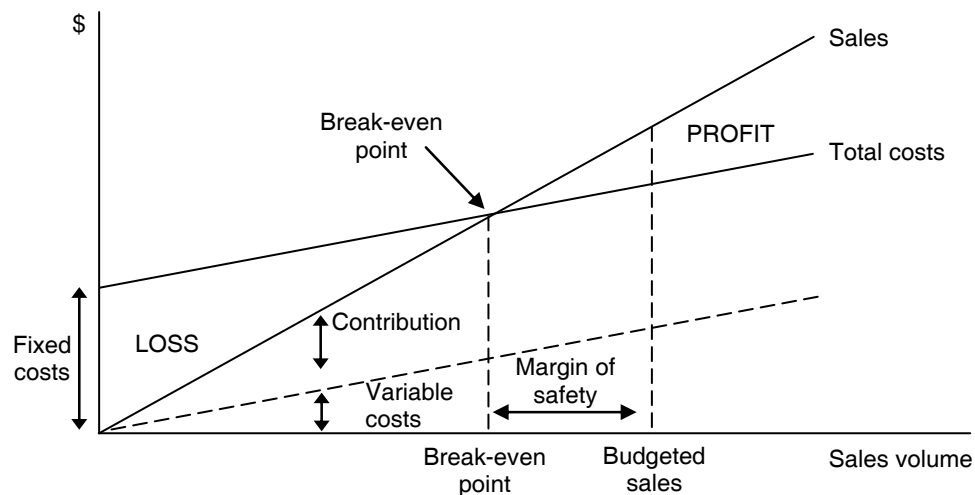 $
Sales
Break-even
point
PROFIT
Total costs
Fixed
costs
LOSS
Contribution
Variable
costs
Margin of
safety
Break-even
point
Budgeted
sales
Sales volume